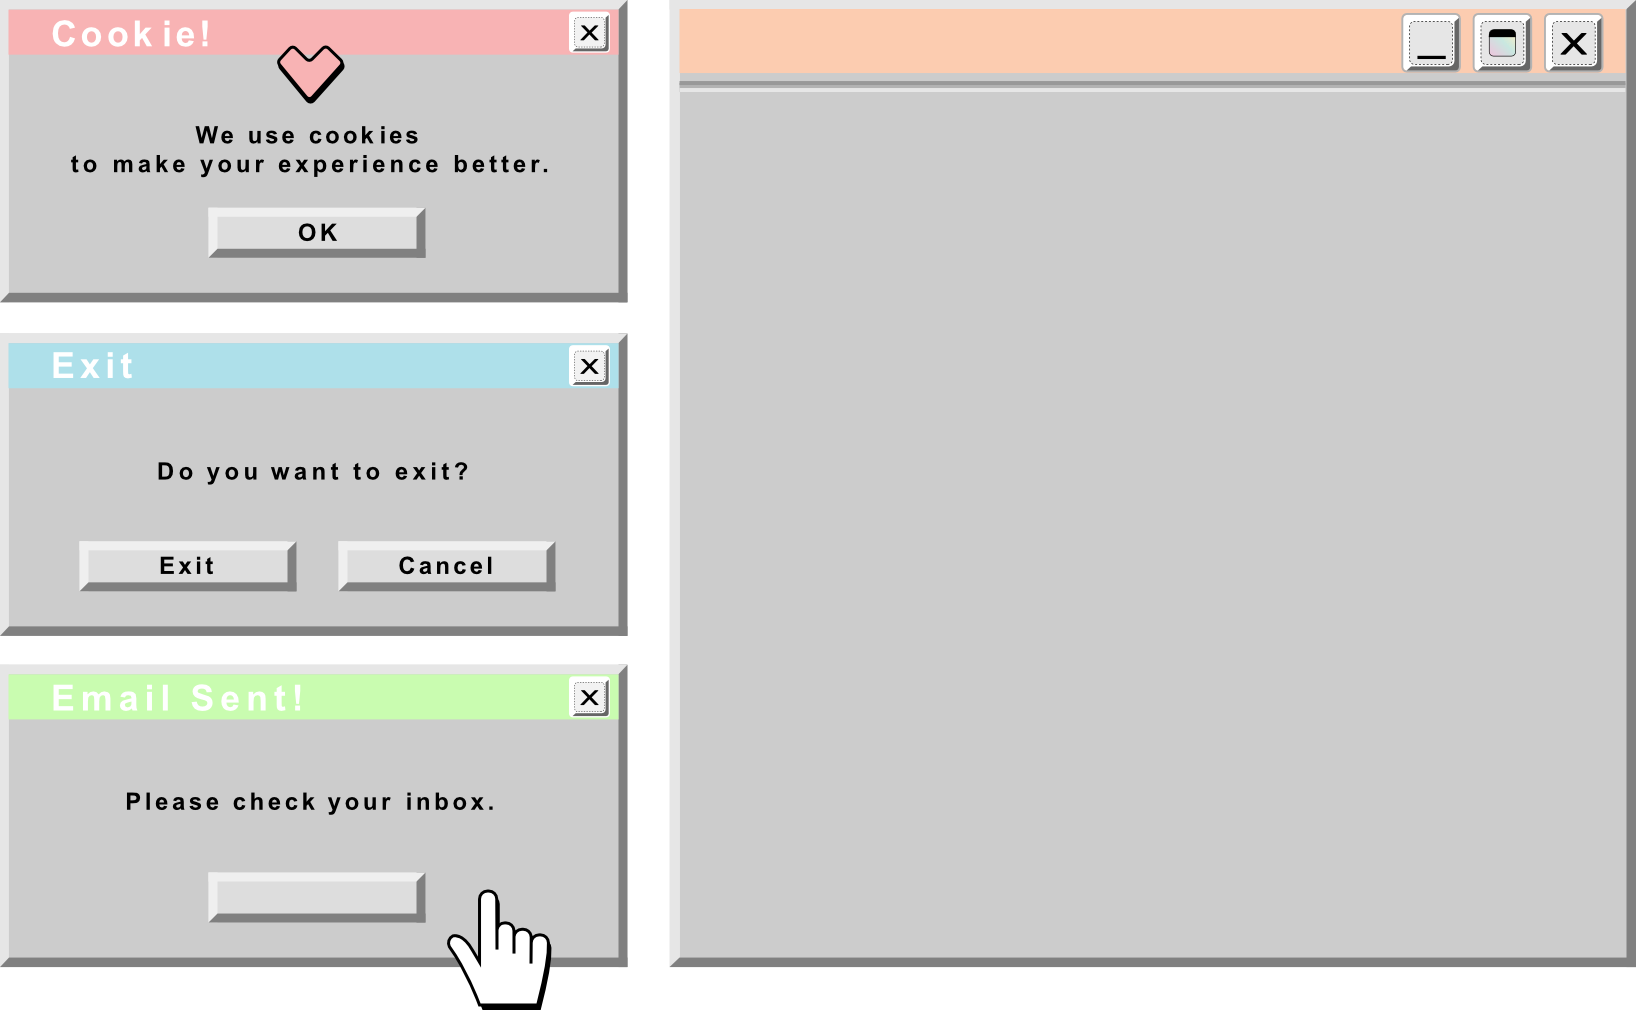 Cookie!
We use cookies
to make your experience better.
OK
Exit
Do you want to exit?
Exit
Cancel
Email Sent!
Please check your inbox.